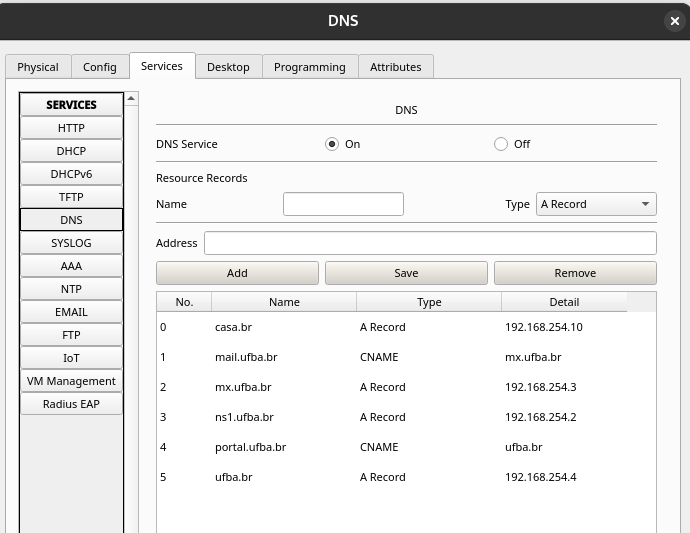 DNS
Physical Config Services Desktop Programming Attributes
SERVICES
HTTP
DHCP
DHCPv6
TFTP
DNS
SYSLOG
AAA
NTP
EMAIL
FTP
IoT
VM Management
Radius EAP
DNS
DNS Service On Off
Resource Records
Name Type A Record
Address
Add Save Remove
No. Name Type Detail
0 casa.br A Record 192.168.254.10
1 mail.ufba.br CNAME mx.ufba.br
2 mx.ufba.br A Record 192.168.254.3
3 ns1.ufba.br A Record 192.168.254.2
4 portal.ufba.br CNAME ufba.br
5 ufba.br A Record 192.168.254.4